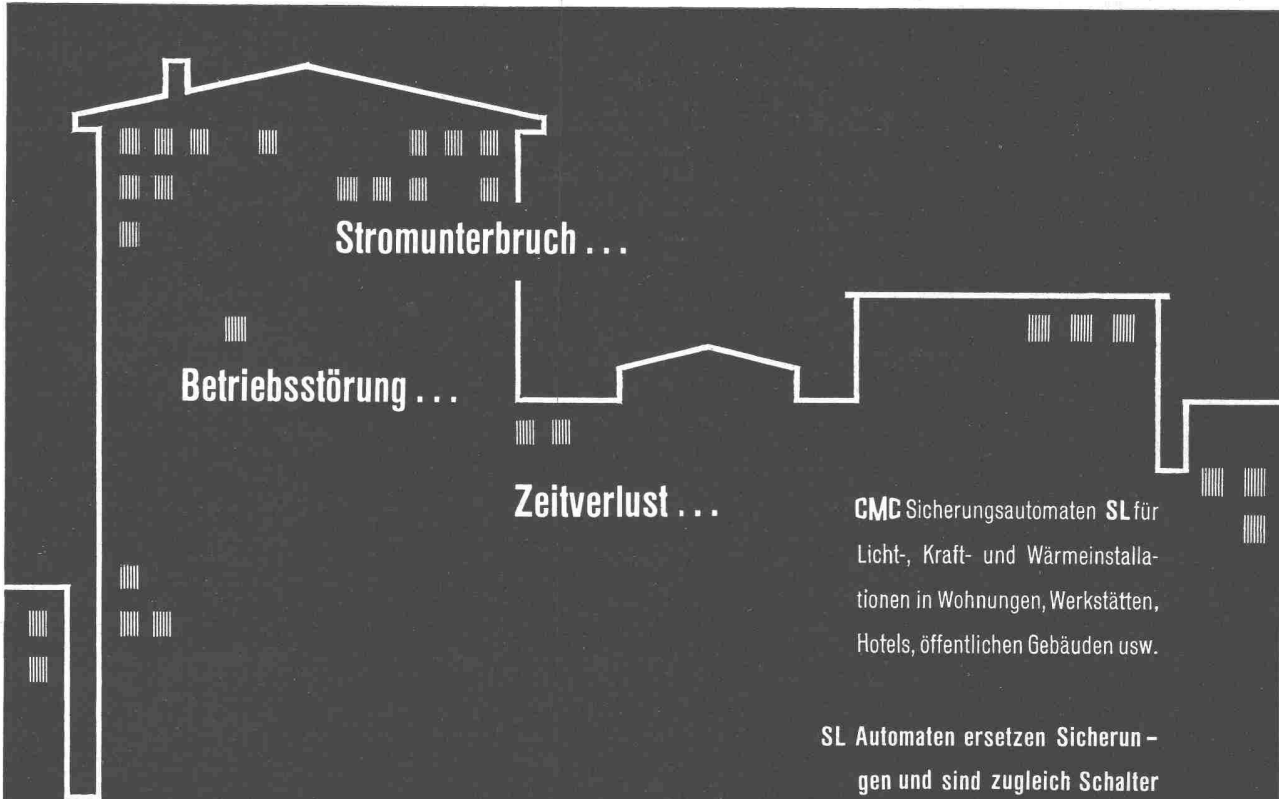 Stromunterbruch ...
Betriebsstörung ...
Zeitverlust ...
CMC Sicherungsautomaten SL für
Licht-, Kraft- und Wärmeinstalla-
tionen in Wohnungen, Werkstätten,
Hotels, öffentlichen Gebäuden usw.
SL Automaten ersetzen Sicherun-
gen und sind zugleich Schalter